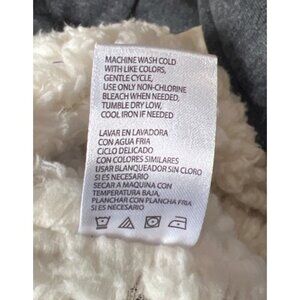 MACHINE WASH COLD
WITH LIKE COLORS,
GENTLE CYCLE,
USE ONLY NON-CHLORINE
BLEACH WHEN NEEDED,
TUMBLE DRY LOW,
COOL IRON IF NEEDED
LAVAR EN LAVADORA
CON AGUA FRIA
CICLO DELICADO
CON COLORES SIMILARES
USAR BLANQUEADOR SIN CLORO
SI ES NECESARIO
SECAR A MAQUINA CON
TEMPERATURA BAJA,
PLANCHAR CON PLANCHA FRIA
SI ES NECESARIO